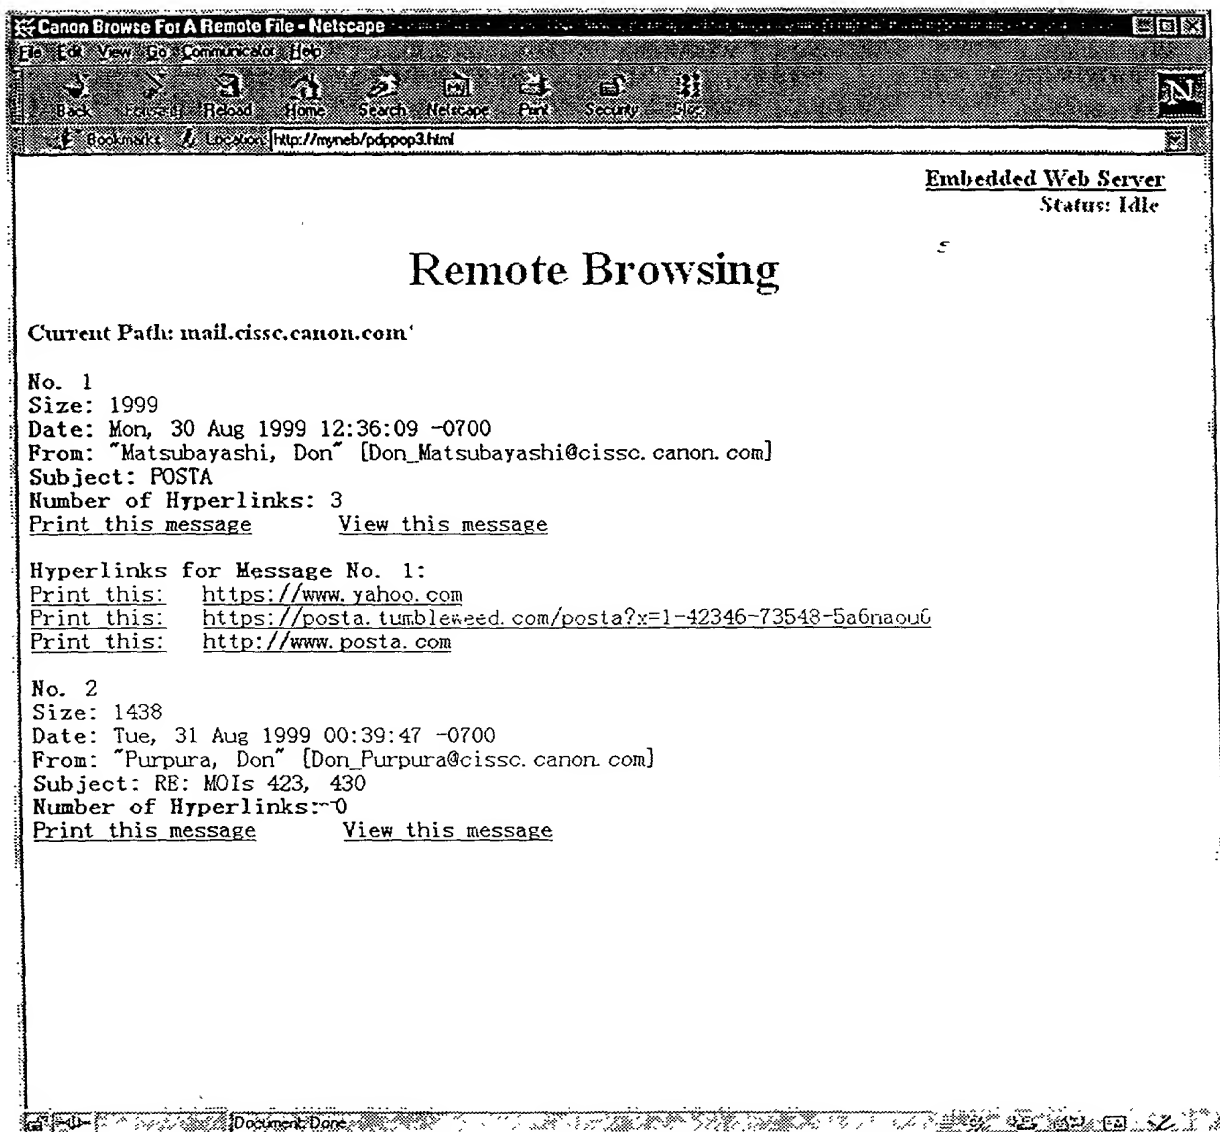 Canon Browse For A Remote File - Netscape
File Edit View Go Communicator Help
Back Forward Reload Home Search Netscape Print Security Stop
Bookmarks Location: http://myneb/pdppop3.html
Embedded Web Server
Status: Idle
Remote Browsing
Current Path: mail.cissc.canon.com
No. 1
Size: 1999
Date: Mon, 30 Aug 1999 12:36:09 -0700
From: "Matsubayashi, Don" [Don_Matsubayashi@cissc.canon.com]
Subject: POSTA
Number of Hyperlinks: 3
Print this message View this message
Hyperlinks for Message No. 1:
Print this: https://www.yahoo.com
Print this: https://posta.tumbleweed.com/posta?x=1-42346-73548-5a6naou6
Print this: http://www.posta.com
No. 2
Size: 1438
Date: Tue, 31 Aug 1999 00:39:47 -0700
From: "Purpura, Don" [Don_Purpura@cissc.canon.com]
Subject: RE: MOIs 423, 430
Number of Hyperlinks: 0
Print this message View this message
Document: Done